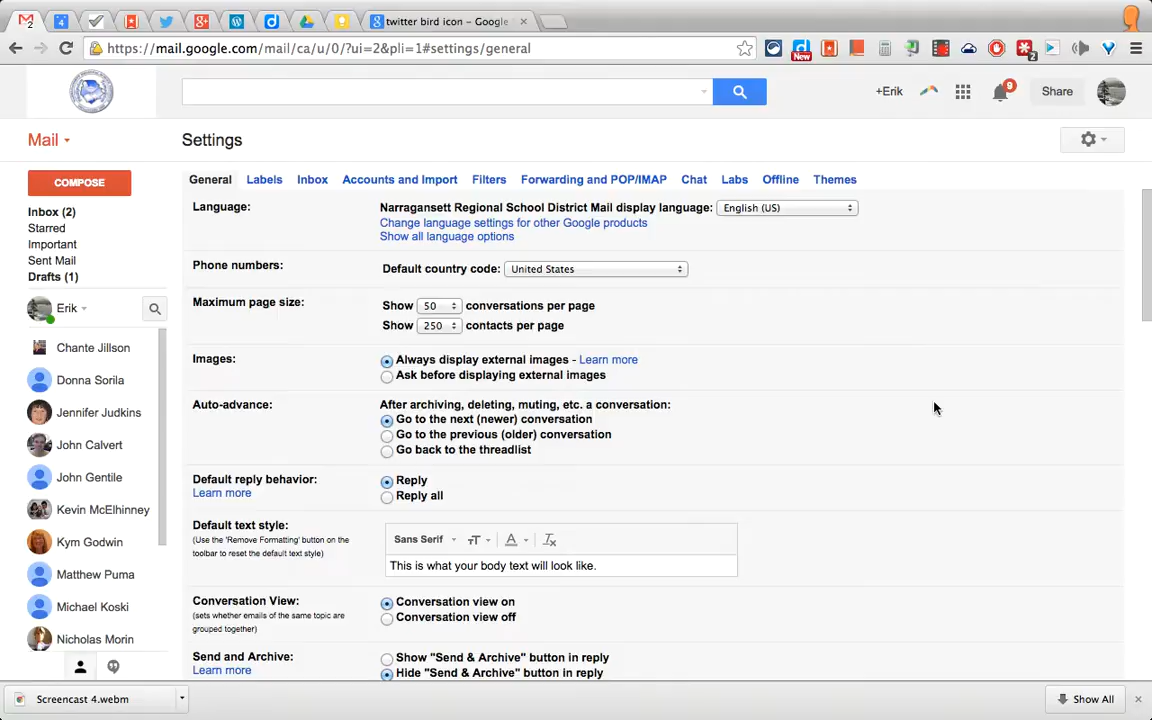 twitter bird icon - Google
https://mail.google.com/mail/ca/u/0/?ui=2&pli=1#settings/general
New
2
+Erik
9
Share
Mail
Settings
COMPOSE
General Labels Inbox Accounts and Import Filters Forwarding and POP/IMAP Chat Labs Offline Themes
Inbox (2)
Starred
Important
Sent Mail
Drafts (1)
Erik
Chante Jillson
Donna Sorila
Jennifer Judkins
John Calvert
John Gentile
Kevin McElhinney
Kym Godwin
Matthew Puma
Michael Koski
Nicholas Morin
Language:
Narragansett Regional School District Mail display language: English (US)
Change language settings for other Google products
Show all language options
Phone numbers:
Default country code: United States
Maximum page size:
Show 50 conversations per page
Show 250 contacts per page
Images:
Always display external images - Learn more
Ask before displaying external images
Auto-advance:
After archiving, deleting, muting, etc. a conversation:
Go to the next (newer) conversation
Go to the previous (older) conversation
Go back to the threadlist
Default reply behavior:
Learn more
Reply
Reply all
Default text style:
(Use the 'Remove Formatting' button on the
toolbar to reset the default text style)
Sans Serif
This is what your body text will look like.
Conversation View:
(sets whether emails of the same topic are
grouped together)
Conversation view on
Conversation view off
Send and Archive:
Learn more
Show "Send & Archive" button in reply
Hide "Send & Archive" button in reply
Screencast 4.webm
Show All